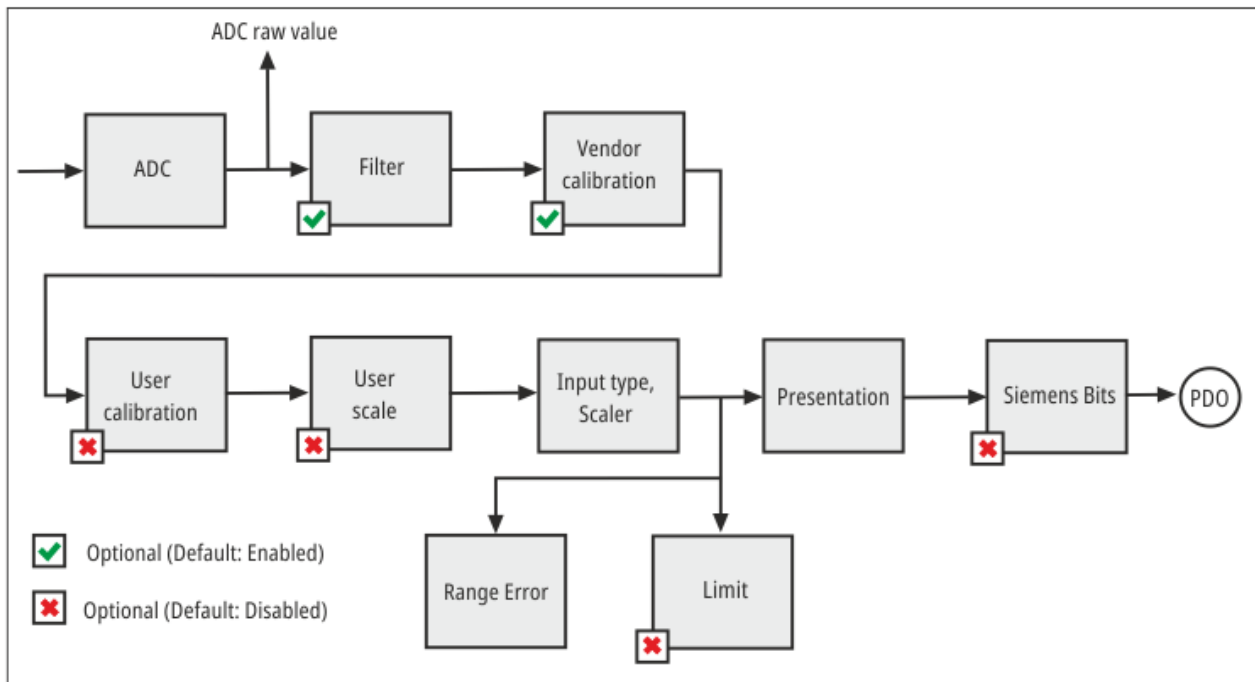 ADC raw value
ADC
Filter
Vendor
calibration
User
calibration
User
scale
Input type,
Scaler
Presentation
Siemens Bits
PDO
Range Error
Limit
Optional (Default: Enabled)
Optional (Default: Disabled)